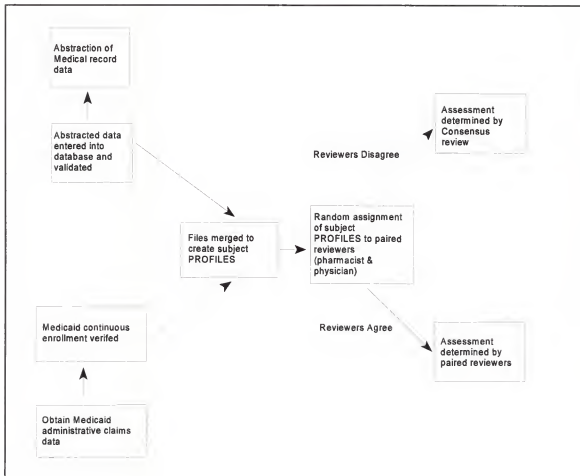 Abstraction of
Medical record
data
Abstracted data
entered into
database and
validated
Files merged to
create subject
PROFILES
Medicaid continuous
enrollment verifed
Obtain Medicaid
administrative claims
data
Random assignment
of subject
PROFILES to paired
reviewers
(pharmacist &
physician)
Reviewers Disagree
Assessment
determined by
Consensus
review
Reviewers Agree
Assessment
determined by
paired reviewers